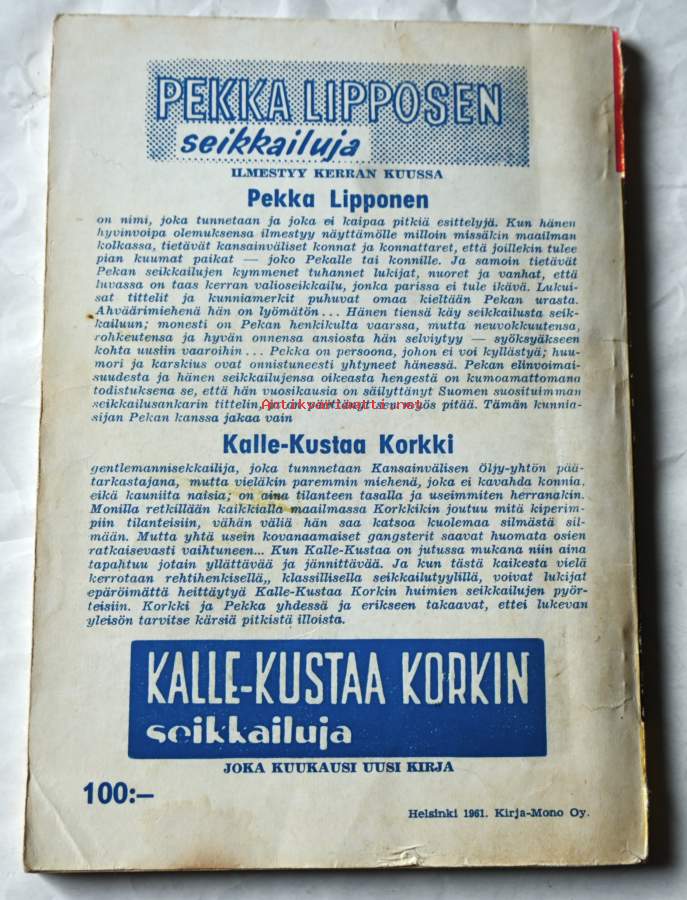 PEKKA LIPPOSEN
seikkailuja
ILMESTYY KERRAN KUUSSA
Pekka Lipponen
on nimi, joka tunnetaan ja joka ei kaipaa pitkiä esittelyjä. Kun hänen
hyvinvoipa olemuksensa ilmestyy näyttämölle milloin missäkin maailman
kolkassa, tietävät kansainväliset konnat ja konnattaret, että joillekin tulee
pian kuumat paikat — joko Pekalle tai konnille. Ja samoin tietävät
Pekan seikkailujen kymmenet tuhannet lukijat, nuoret ja vanhat, että
luvassa on taas kerran valioseikkailu, jonka parissa ei tule ikävä. Lukui-
sat tittelit ja kunniamerkit puhuvat omaa kieltään Pekan urasta.
Ahväärimiehenä hän on lyömätön... Hänen tiensä käy seikkailusta seik-
kailuun; monesti on Pekan henkikulta vaarssa, mutta neuvokkuutensa,
rohkeutensa ja hyvän onnensa ansiosta hän selviytyy — syöksyäkseen
kohta uusiin vaaroihin... Pekka on persoona, johon ei voi kyllästyä; huu-
mori ja karskius ovat onnistuneesti yhtyneet hänessä. Pekan elinvoimai-
suudesta ja hänen seikkailujensa oikeasta hengestä on kumoamattomana
todistuksena se, että hän vuosikausia on säilyttänyt Suomen suosituimman
seikkailusankarin tittelin, ja on päättänyt sen myös pitää. Tämän kunnia-
sijan Pekan kanssa jakaa vain
Antikvariaatti.net
Kalle-Kustaa Korkki
gentlemannisekkailija, joka tunnnetaan Kansainvälisen Öljy-yhtön pää-
tarkastajana, mutta vieläkin paremmin miehenä, joka ei kavahda konnia.
eikä kauniita naisia; on aina tilanteen tasalla ja useimmiten herranakin.
Monilla retkillään kaikkialla maailmassa Korkkikin joutuu mitä kiperim-
piin tilanteisiin, vähän väliä hän saa katsoa kuolemaa silmästä sil-
mään. Mutta yhtä usein kovanaamaiset gangsterit saavat huomata osien
ratkaisevasti vaihtuneen... Kun Kalle-Kustaa on jutussa mukana niin aina
tapahtuu jotain yllättävää ja jännittävää. Ja kun tästä kaikesta vielä
kerrotaan rehtihenkisellä,, klassillisella seikkailutyylillä, voivat lukijat
epäröimättä heittäytyä Kalle-Kustaa Korkin huimien seikkailujen pyör-
teisiin. Korkki ja Pekka yhdessä ja erikseen takaavat, ettei lukevan
yleisön tarvitse kärsiä pitkistä illoista.
KALLE-KUSTAA KORKIN
seikkailuja
JOKA KUUKAUSI UUSI KIRJA
100:—
Helsinki 1961. Kirja-Mono Oy.